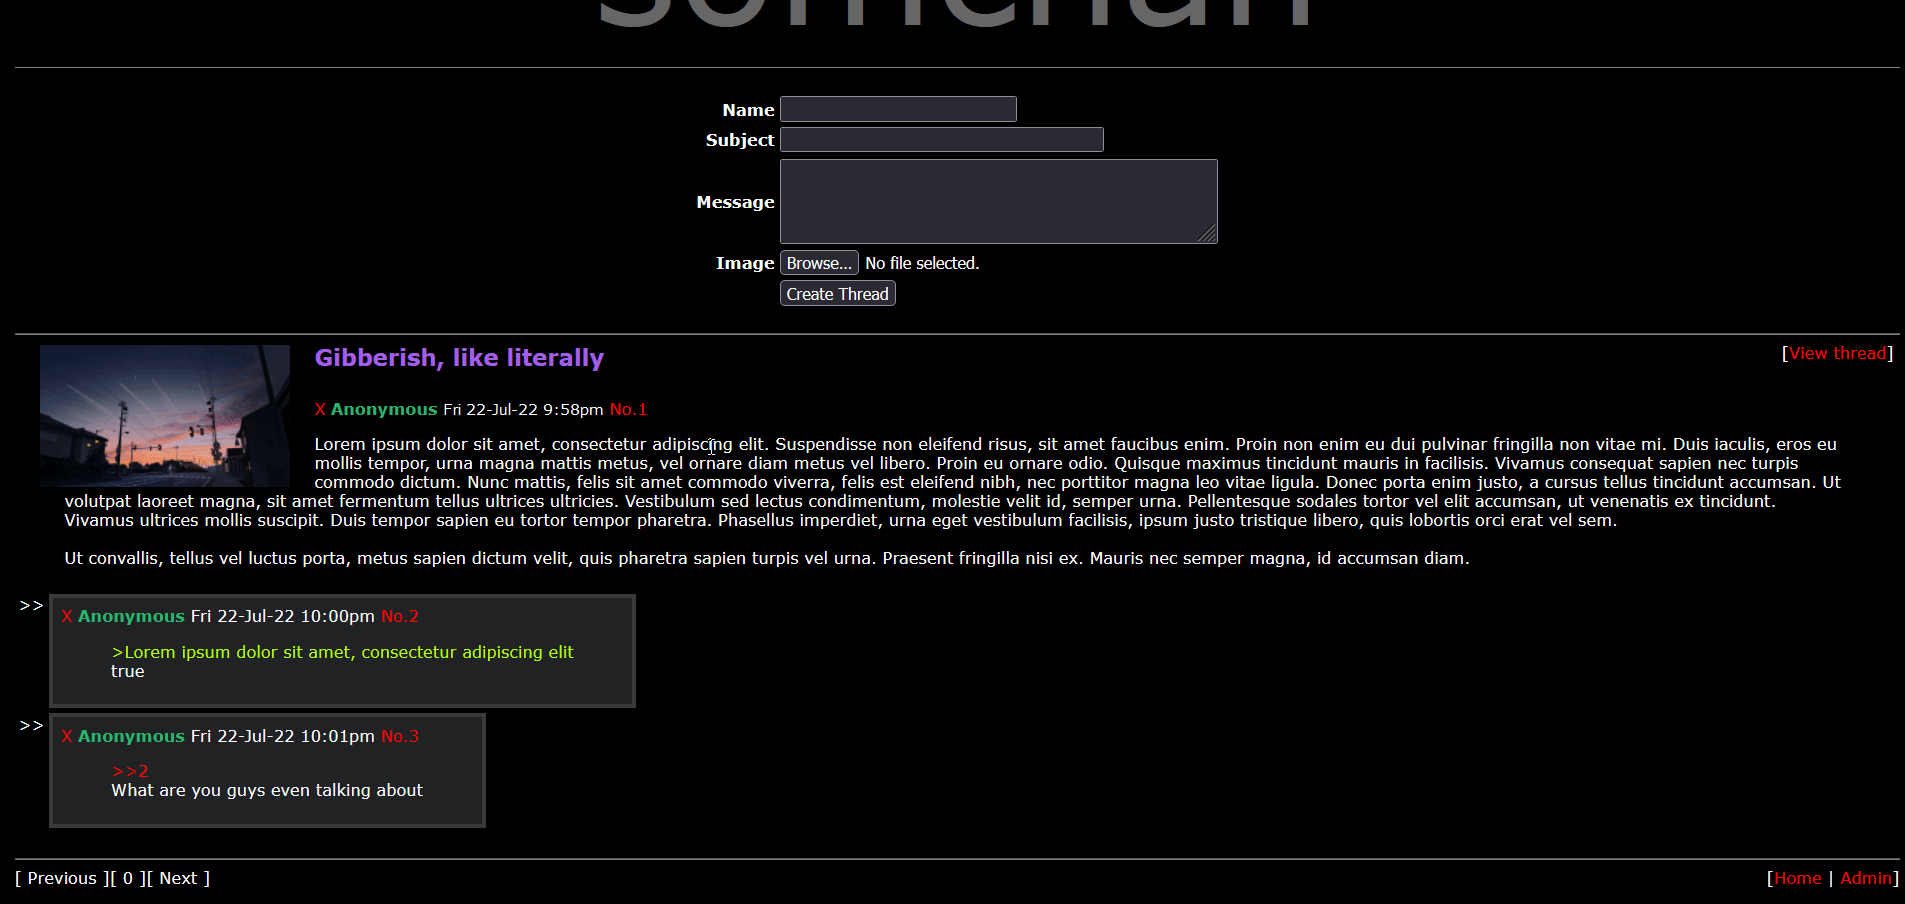 Name
Subject
Message
Image Browse... No file selected.
Create Thread
Gibberish, like literally
[View thread]
X Anonymous Fri 22-Jul-22 9:58pm No.1
Lorem ipsum dolor sit amet, consectetur adipiscing elit. Suspendisse non eleifend risus, sit amet faucibus enim. Proin non enim eu dui pulvinar fringilla non vitae mi. Duis iaculis, eros eu
mollis tempor, urna magna mattis metus, vel ornare diam metus vel libero. Proin eu ornare odio. Quisque maximus tincidunt mauris in facilisis. Vivamus consequat sapien nec turpis
commodo dictum. Nunc mattis, felis sit amet commodo viverra, felis est eleifend nibh, nec porttitor magna leo vitae ligula. Donec porta enim justo, a cursus tellus tincidunt accumsan. Ut
volutpat laoreet magna, sit amet fermentum tellus ultrices ultricies. Vestibulum sed lectus condimentum, molestie velit id, semper urna. Pellentesque sodales tortor vel elit accumsan, ut venenatis ex tincidunt.
Vivamus ultrices mollis suscipit. Duis tempor sapien eu tortor tempor pharetra. Phasellus imperdiet, urna eget vestibulum facilisis, ipsum justo tristique libero, quis lobortis orci erat vel sem.
Ut convallis, tellus vel luctus porta, metus sapien dictum velit, quis pharetra sapien turpis vel urna. Praesent fringilla nisi ex. Mauris nec semper magna, id accumsan diam.
>> X Anonymous Fri 22-Jul-22 10:00pm No.2
>Lorem ipsum dolor sit amet, consectetur adipiscing elit
true
>> X Anonymous Fri 22-Jul-22 10:01pm No.3
>>2
What are you guys even talking about
[ Previous ][ 0 ][ Next ]
[Home | Admin]